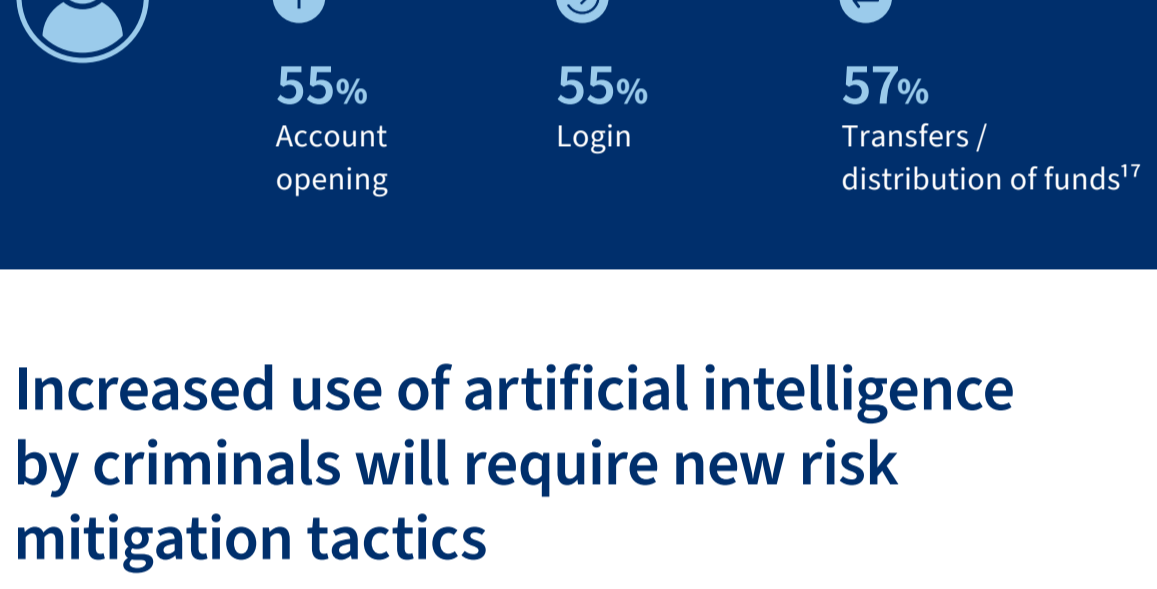 55%
55%
57%
Account
opening
Login
Transfers /
distribution of funds¹⁷
Increased use of artificial intelligence
by criminals will require new risk
mitigation tactics